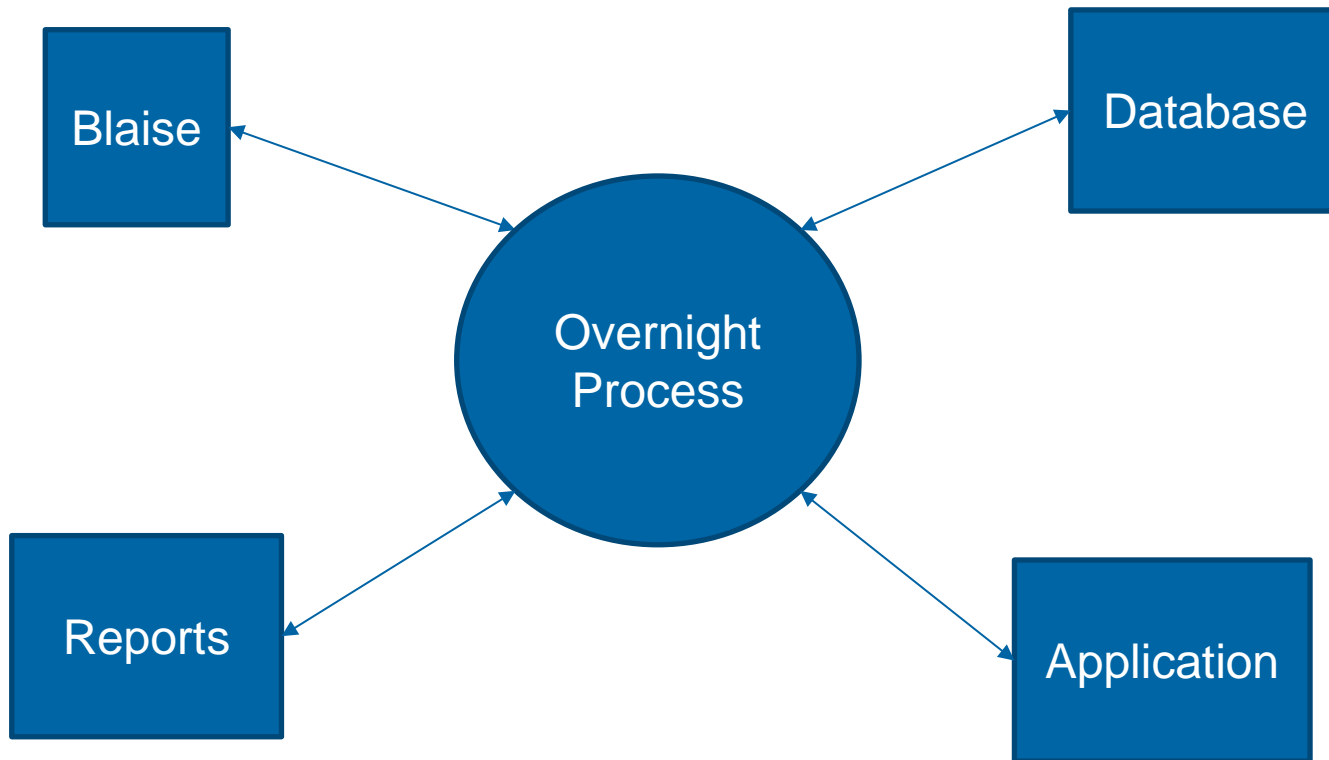 Blaise
Database
Overnight
Process
Reports
Application